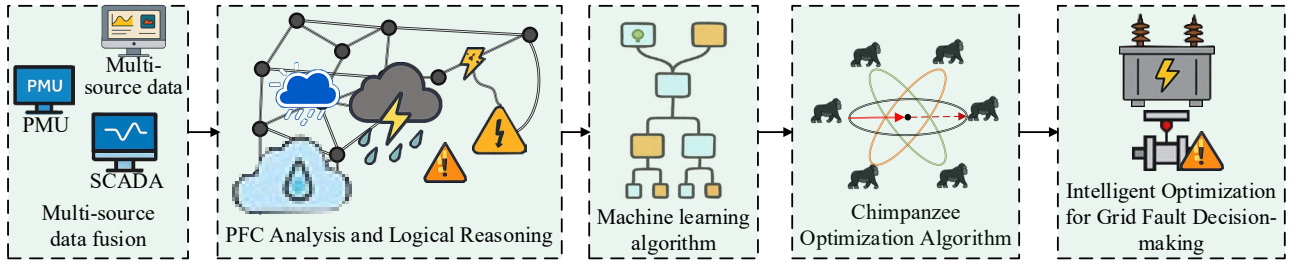 Multi-
source data
PMU
PMU
SCADA
Multi-source
data fusion
PFC Analysis and Logical Reasoning
Machine learning
algorithm
Chimpanzee
Optimization Algorithm
Intelligent Optimization
for Grid Fault Decision-
making